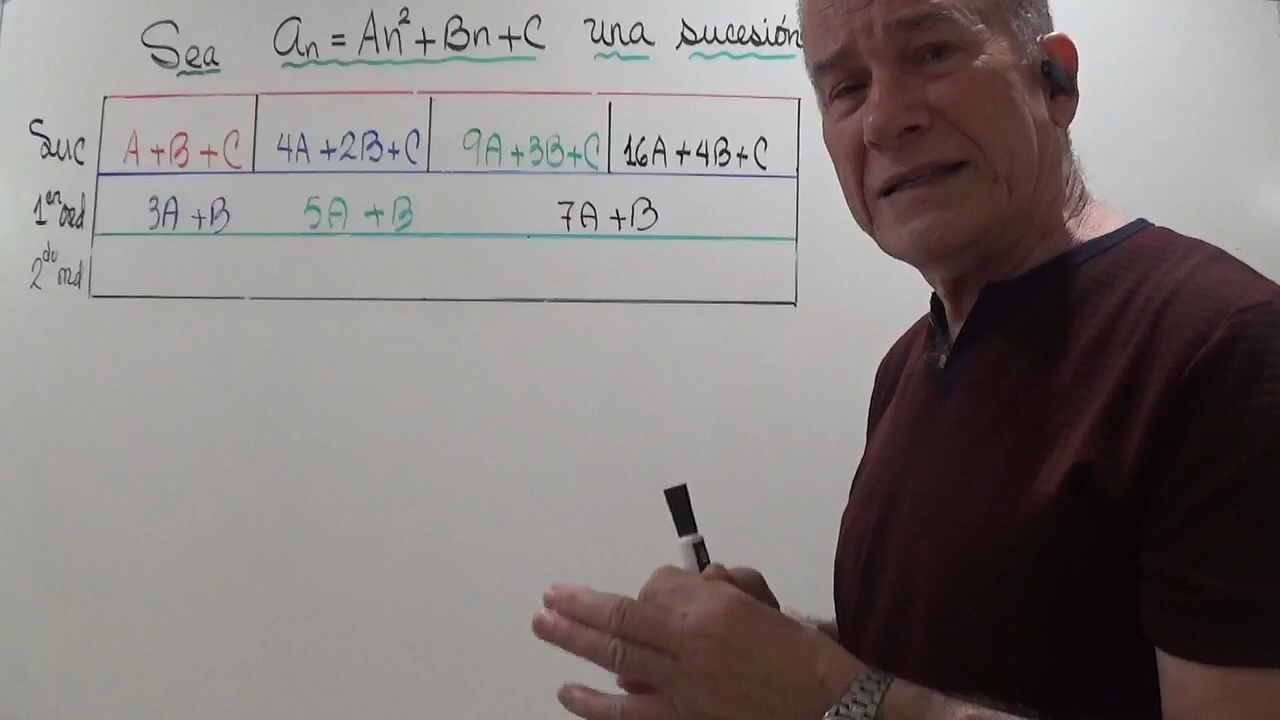 Sea an = An²+Bn+C una sucesión
Suc A+B+C 4A+2B+C 9A+3B+C 16A+4B+C
1er ord 3A+B 5A+B 7A+B
2do ord